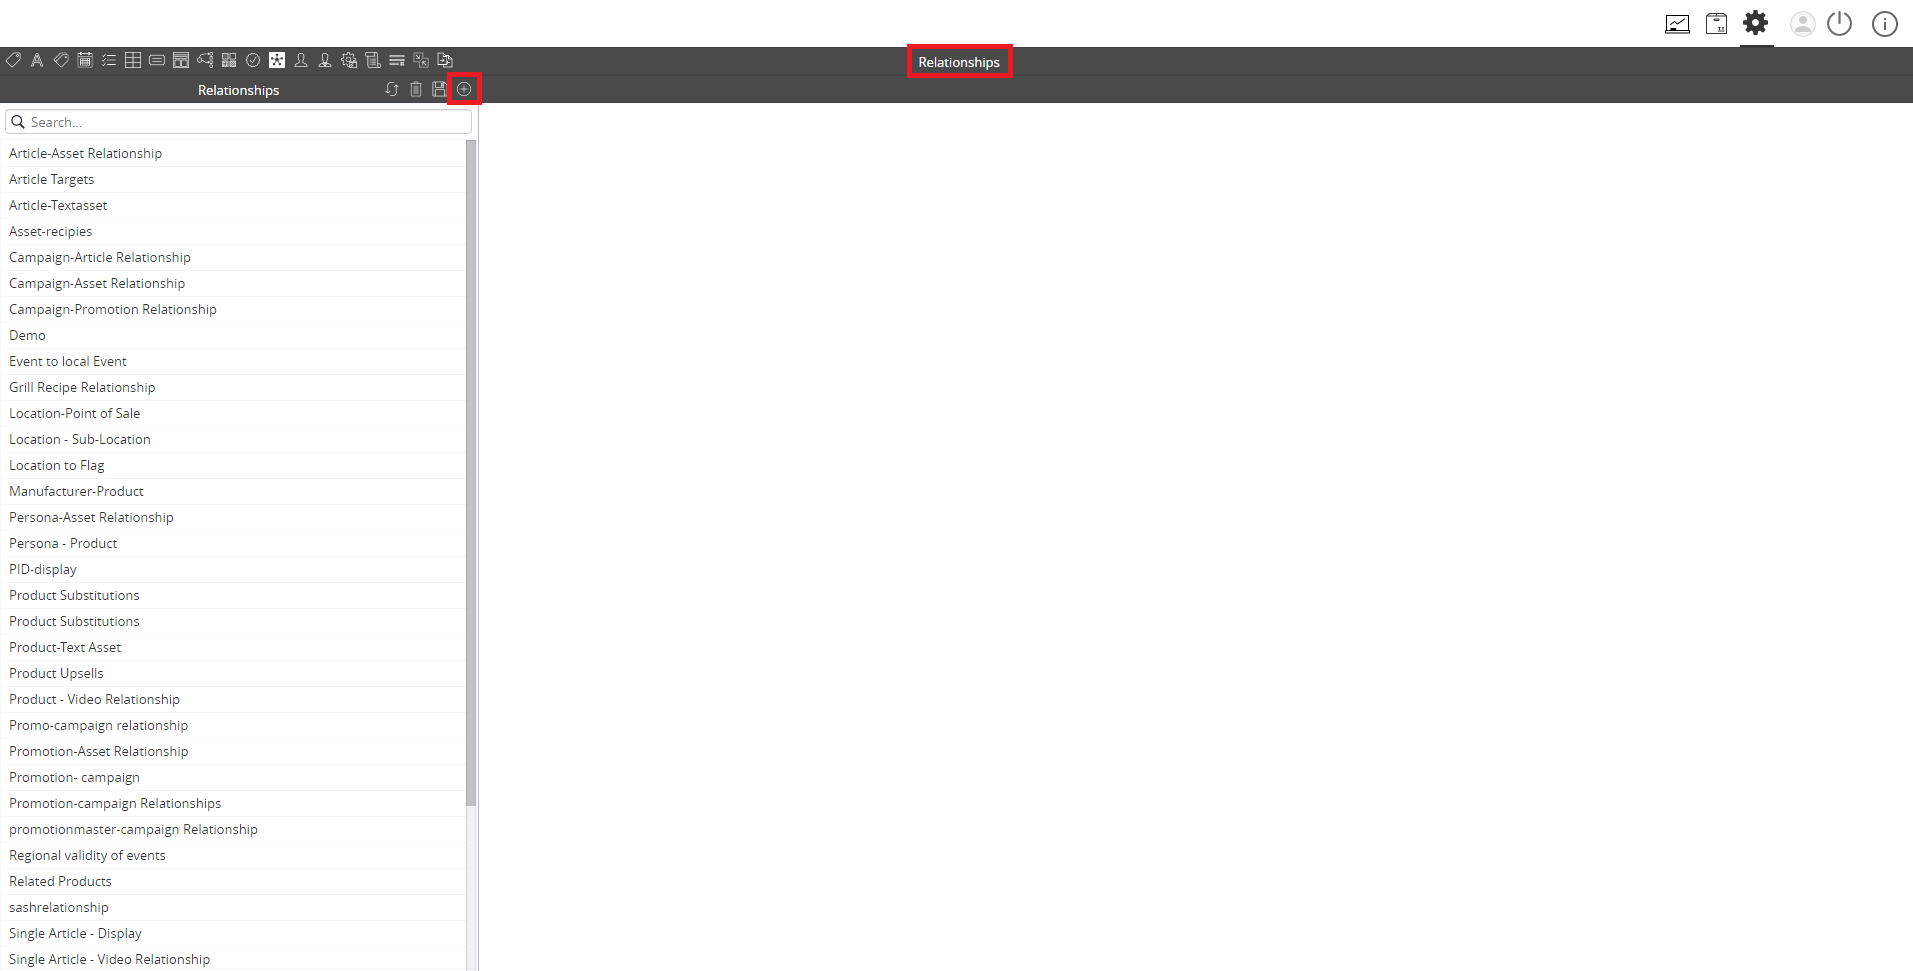 Relationships
Relationships
Search...
Article-Asset Relationship
Article Targets
Article-Textasset
Asset-recipies
Campaign-Article Relationship
Campaign-Asset Relationship
Campaign-Promotion Relationship
Demo
Event to local Event
Grill Recipe Relationship
Location-Point of Sale
Location - Sub-Location
Location to Flag
Manufacturer-Product
Persona-Asset Relationship
Persona - Product
PID-display
Product Substitutions
Product Substitutions
Product-Text Asset
Product Upsells
Product - Video Relationship
Promo-campaign relationship
Promotion-Asset Relationship
Promotion- campaign
Promotion-campaign Relationships
promotionmaster-campaign Relationship
Regional validity of events
Related Products
sashrelationship
Single Article - Display
Single Article - Video Relationship